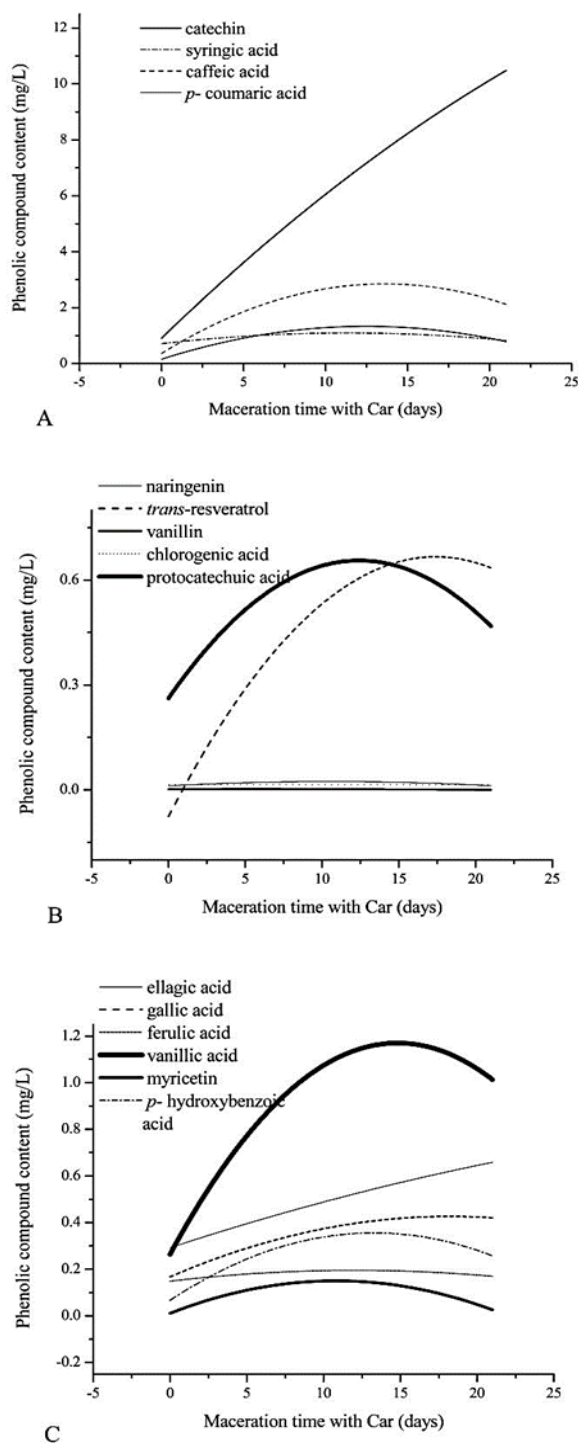 catechin
syringic acid
caffeic acid
p- coumaric acid
Phenolic compound content (mg/L)
12
10
8
6
4
2
0
-5
0
5
10
15
20
25
Maceration time with Car (days)
A
naringenin
trans-resveratrol
vanillin
chlorogenic acid
protocatechuic acid
Phenolic compound content (mg/L)
0.6
0.3
0.0
-5
0
5
10
15
20
25
Maceration time with Car (days)
B
ellagic acid
gallic acid
ferulic acid
vanillic acid
myricetin
p- hydroxybenzoic
acid
Phenolic compound content (mg/L)
1.2
1.0
0.8
0.6
0.4
0.2
0.0
-0.2
-5
0
5
10
15
20
25
Maceration time with Car (days)
C